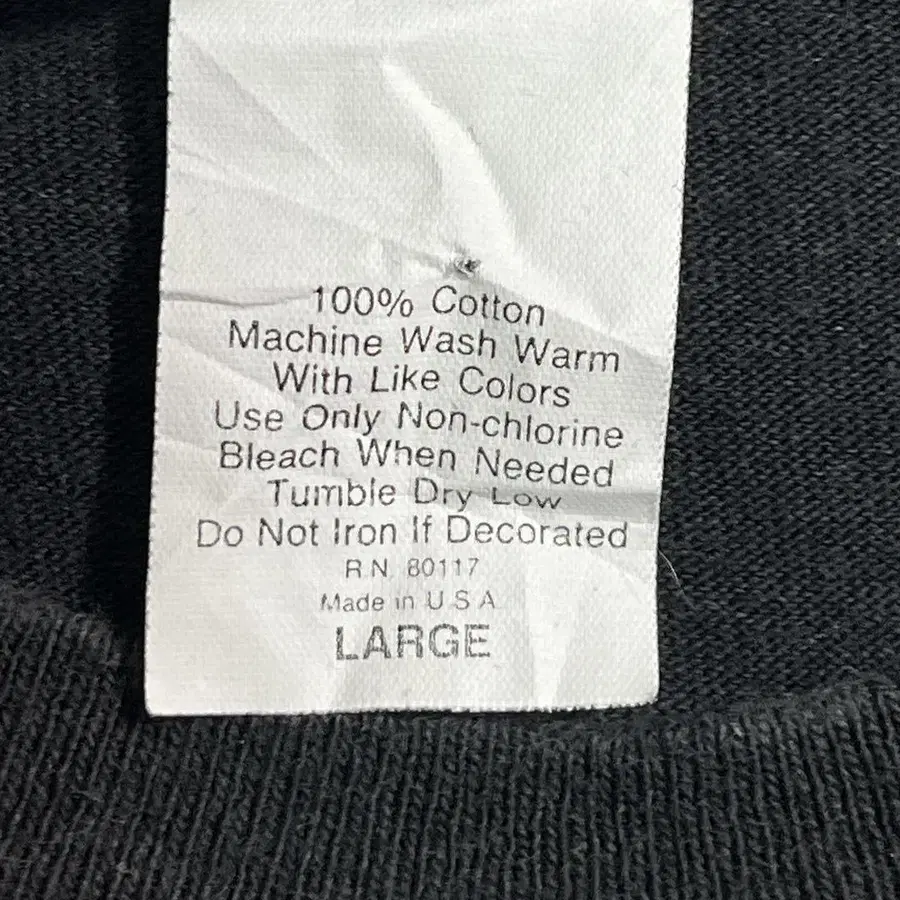 100% Cotton
Machine Wash Warm
With Like Colors
Use Only Non-chlorine
Bleach When Needed
Tumble Dry Low
Do Not Iron If Decorated
R.N. 80117
Made in U S A
LARGE